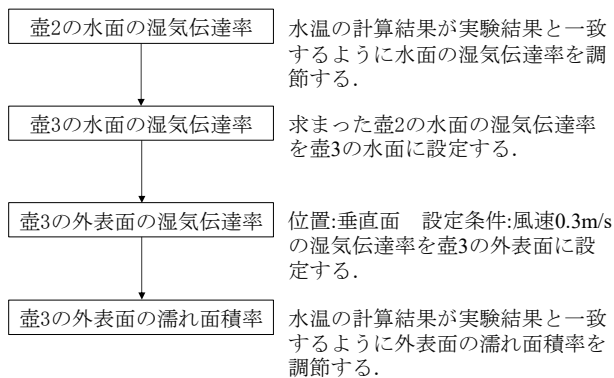 壺2の水面の湿気伝達率
水温の計算結果が実験結果と一致
するように水面の湿気伝達率を調
節する.
壺3の水面の湿気伝達率
求まった壺2の水面の湿気伝達率
を壺3の水面に設定する.
壺3の外表面の湿気伝達率
位置:垂直面　設定条件:風速0.3m/s
の湿気伝達率を壺3の外表面に設
定する.
壺3の外表面の濡れ面積率
水温の計算結果が実験結果と一致
するように外表面の濡れ面積率を
調節する.